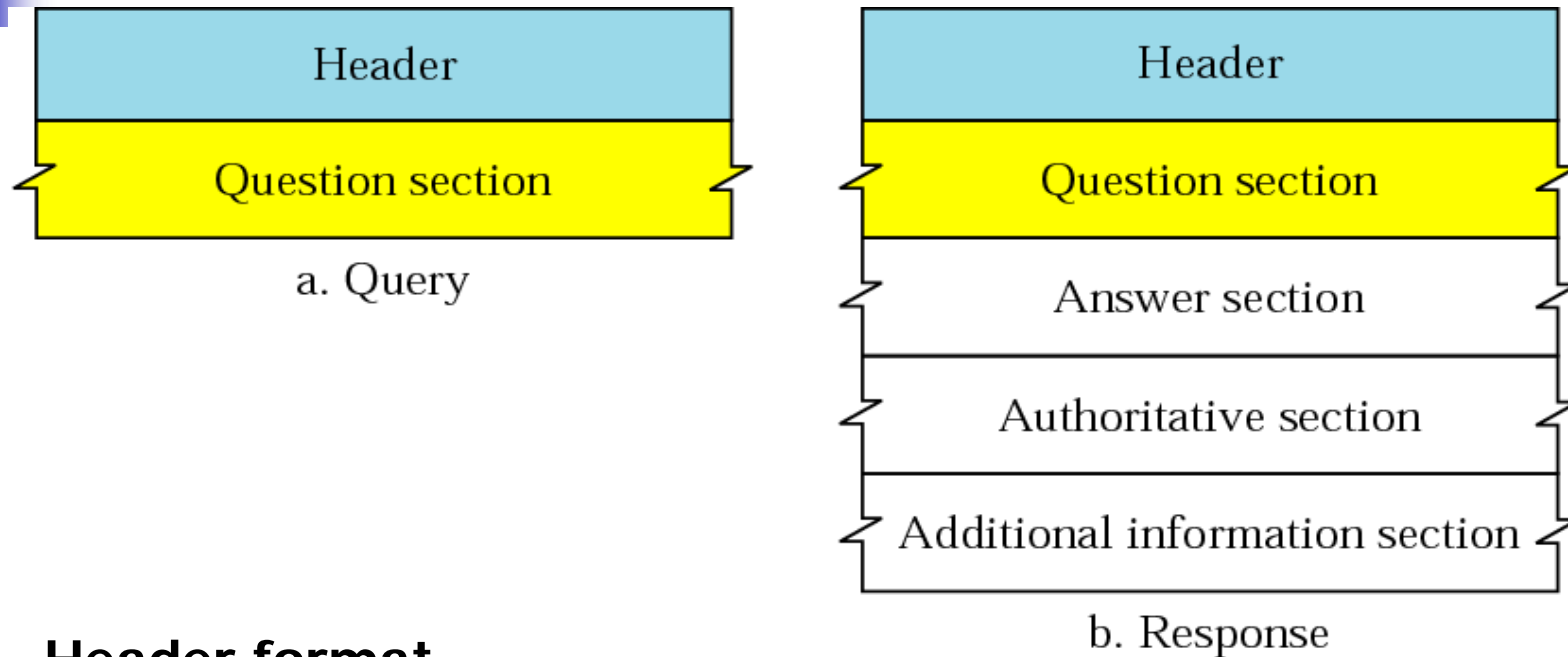 Header
Question section
a. Query
Header
Question section
Answer section
Authoritative section
Additional information section
b. Response
Header format